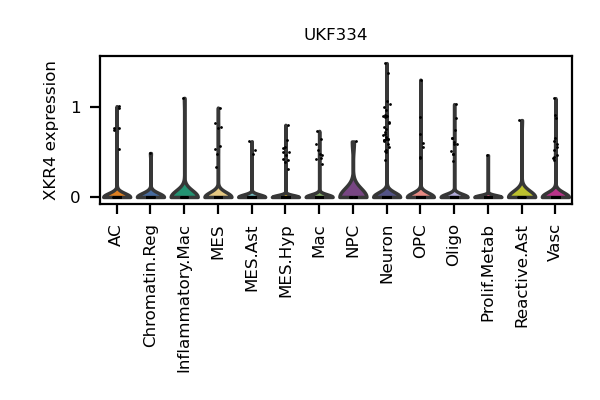 UKF334
XKR4 expression
1
0
AC
Chromatin.Reg
Inflammatory.Mac
MES
MES.Ast
MES.Hyp
Mac
NPC
Neuron
OPC
Oligo
Prolif.Metab
Reactive.Ast
Vasc